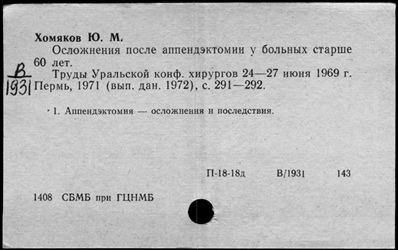 Хомяков Ю. М.
Осложнения после аппендэктомии у больных старше
60 лет.
В
1931
Труды Уральской конф. хирургов 24—27 июня 1969 г.
Пермь, 1971 (вып. дан. 1972), с. 291—292.
1. Аппендэктомия — осложнения и последствия.
П-18-18д В/1931 143
1408 СБМБ при ГЦНМБ